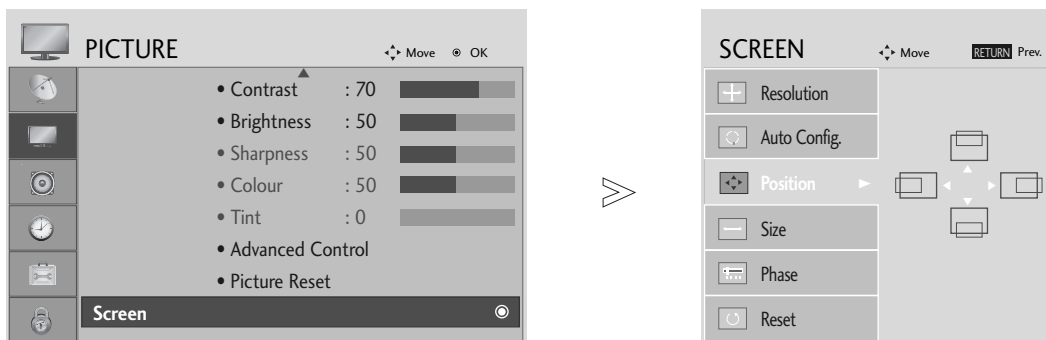 PICTURE
Move OK
• Contrast : 70
• Brightness : 50
• Sharpness : 50
• Colour : 50
• Tint : 0
• Advanced Control
• Picture Reset
Screen
SCREEN
Move RETURN Prev.
Resolution
Auto Config.
Position
Size
Phase
Reset